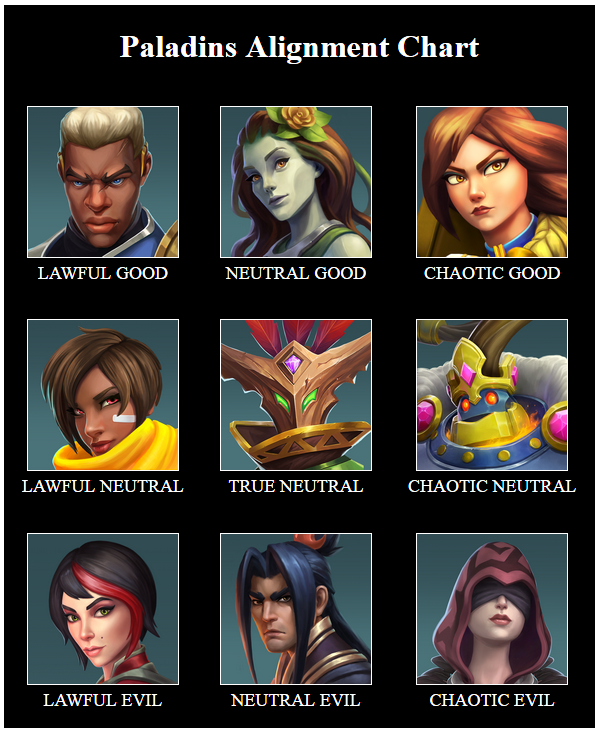 Paladins Alignment Chart
LAWFUL GOOD
NEUTRAL GOOD
CHAOTIC GOOD
LAWFUL NEUTRAL
TRUE NEUTRAL
CHAOTIC NEUTRAL
LAWFUL EVIL
NEUTRAL EVIL
CHAOTIC EVIL